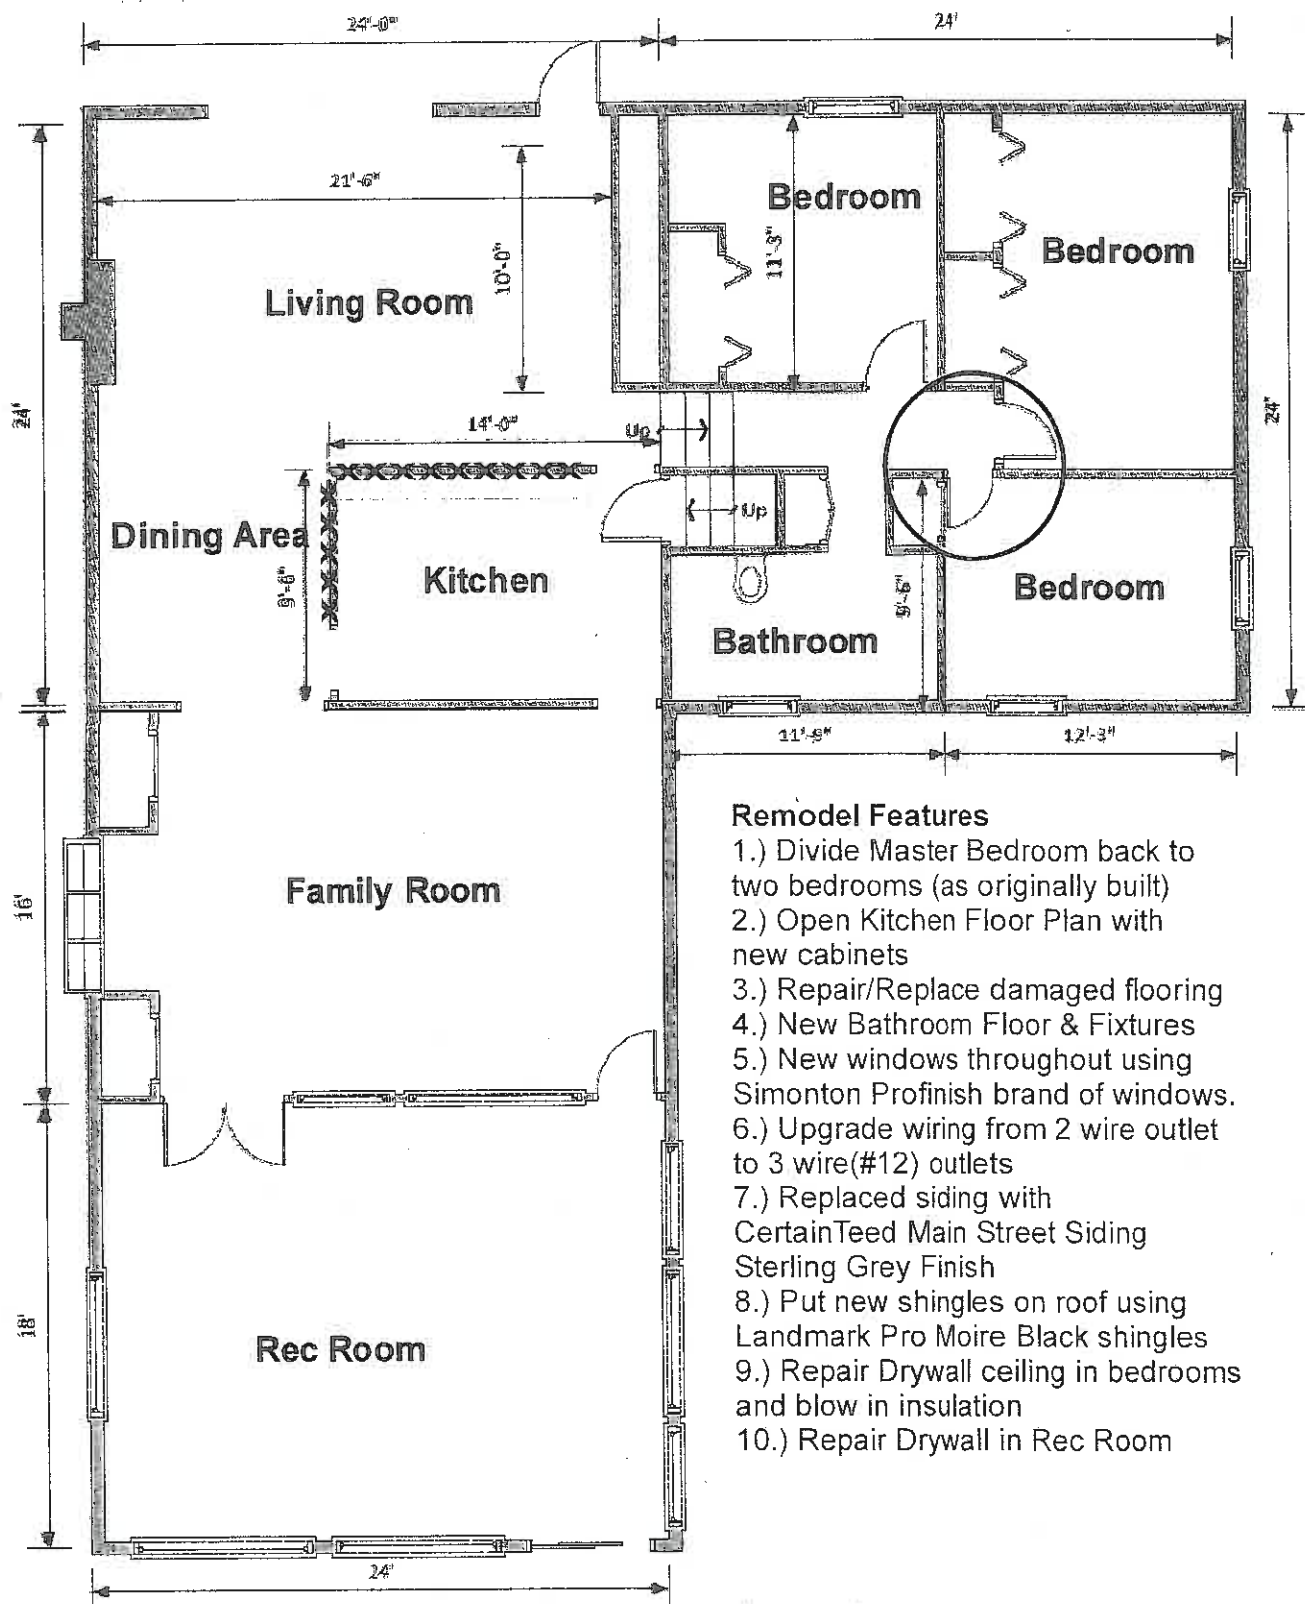 24'-0"
24'
21'-6"
10'-0"
11'-3"
Bedroom
Bedroom
Living Room
24'
24"
14'-0"
Up
Up
Dining Area
9'-6"
Kitchen
9'-6"
Bedroom
Bathroom
12'-3"
Remodel Features
1.) Divide Master Bedroom back to
two bedrooms (as originally built)
2.) Open Kitchen Floor Plan with
new cabinets
3.) Repair/Replace damaged flooring
4.) New Bathroom Floor & Fixtures
5.) New windows throughout using
Simonton Profinish brand of windows.
6.) Upgrade wiring from 2 wire outlet
to 3 wire(#12) outlets
7.) Replaced siding with
CertainTeed Main Street Siding
Sterling Grey Finish
8.) Put new shingles on roof using
Landmark Pro Moire Black shingles
9.) Repair Drywall ceiling in bedrooms
and blow in insulation
10.) Repair Drywall in Rec Room
16'
Family Room
18'
Rec Room
24'